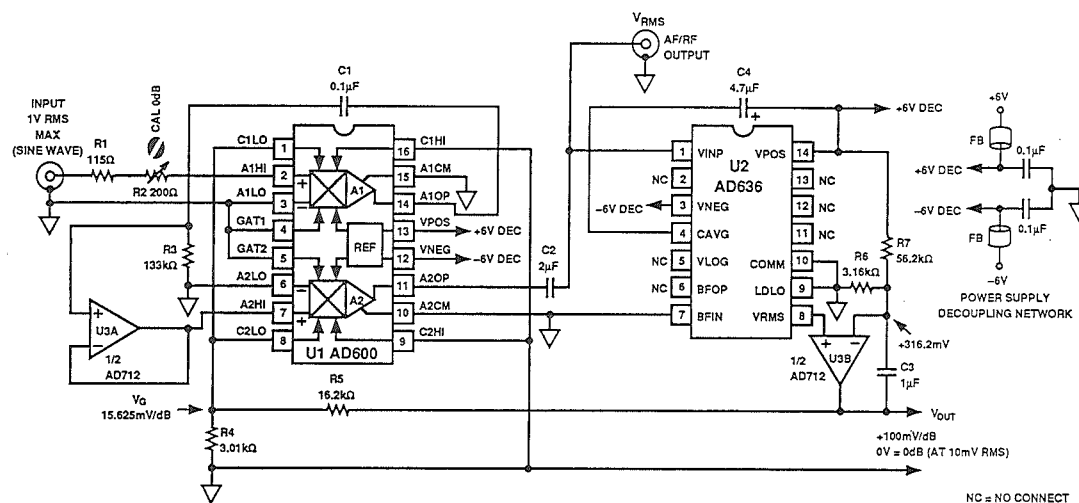 V_RMS
AF/RF
OUTPUT
C1
0.1µF
C4
4.7µF
+
+6V DEC
INPUT
1V RMS
MAX
(SINE WAVE)
CAL 0dB
R1
115Ω
R2 200Ω
C1LO
1
A1HI
2
A1LO
3
GAT1
4
GAT2
5
A2LO
6
A2HI
7
C2LO
8
+
–
A1
REF
–
+
A2
16
C1HI
15
A1CM
14
A1OP
13
VPOS
+6V DEC
12
VNEG
–6V DEC
11
A2OP
10
A2CM
9
C2HI
U1 AD600
R3
133kΩ
+
–
U3A
1/2
AD712
C2
2µF
U2
AD636
1
VINP
NC
2
–6V DEC
3
VNEG
4
CAVG
NC
5
VLOG
NC
6
BFOP
7
BFIN
VPOS
14
13
NC
12
NC
11
NC
COMM
10
LDLO
9
VRMS
8
R6
3.16kΩ
R7
56.2kΩ
+316.2mV
+
–
U3B
1/2
AD712
C3
1µF
+6V
FB
0.1µF
+6V DEC
–6V DEC
0.1µF
FB
–6V
POWER SUPPLY
DECOUPLING NETWORK
V_G
15.625mV/dB
R5
16.2kΩ
R4
3.01kΩ
V_OUT
+100mV/dB
0V = 0dB (AT 10mV RMS)
NC = NO CONNECT